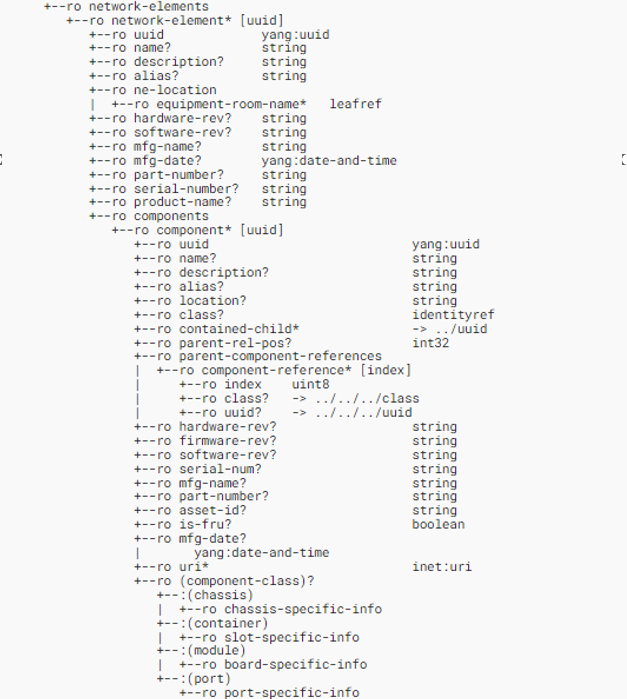 +--ro network-elements
   +--ro network-element* [uuid]
      +--ro uuid             yang:uuid
      +--ro name?            string
      +--ro description?     string
      +--ro alias?           string
      +--ro ne-location
      |  +--ro equipment-room-name*   leafref
      +--ro hardware-rev?    string
      +--ro software-rev?    string
      +--ro mfg-name?        string
      +--ro mfg-date?        yang:date-and-time
      +--ro part-number?     string
      +--ro serial-number?   string
      +--ro product-name?    string
      +--ro components
         +--ro component* [uuid]
            +--ro uuid                           yang:uuid
            +--ro name?                          string
            +--ro description?                   string
            +--ro alias?                         string
            +--ro location?                      string
            +--ro class?                         identityref
            +--ro contained-child*               -> ../uuid
            +--ro parent-rel-pos?                int32
            +--ro parent-component-references
            |  +--ro component-reference* [index]
            |     +--ro index    uint8
            |     +--ro class?   -> ../../../class
            |     +--ro uuid?    -> ../../../uuid
            +--ro hardware-rev?                  string
            +--ro firmware-rev?                  string
            +--ro software-rev?                  string
            +--ro serial-num?                    string
            +--ro mfg-name?                      string
            +--ro part-number?                   string
            +--ro asset-id?                      string
            +--ro is-fru?                        boolean
            +--ro mfg-date?
            |       yang:date-and-time
            +--ro uri*                           inet:uri
            +--ro (component-class)?
               +--:(chassis)
               |  +--ro chassis-specific-info
               +--:(container)
               |  +--ro slot-specific-info
               +--:(module)
               |  +--ro board-specific-info
               +--:(port)
                  +--ro port-specific-info